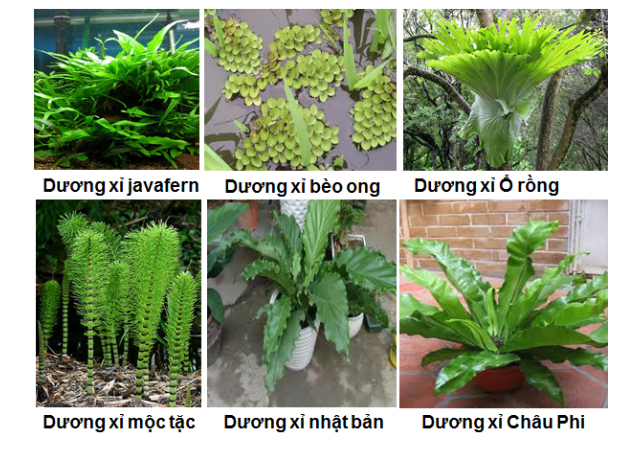 Dương xỉ javafern
Dương xỉ bèo ong
Dương xỉ Ổ rồng
Dương xỉ mộc tặc
Dương xỉ nhật bản
Dương xỉ Châu Phi